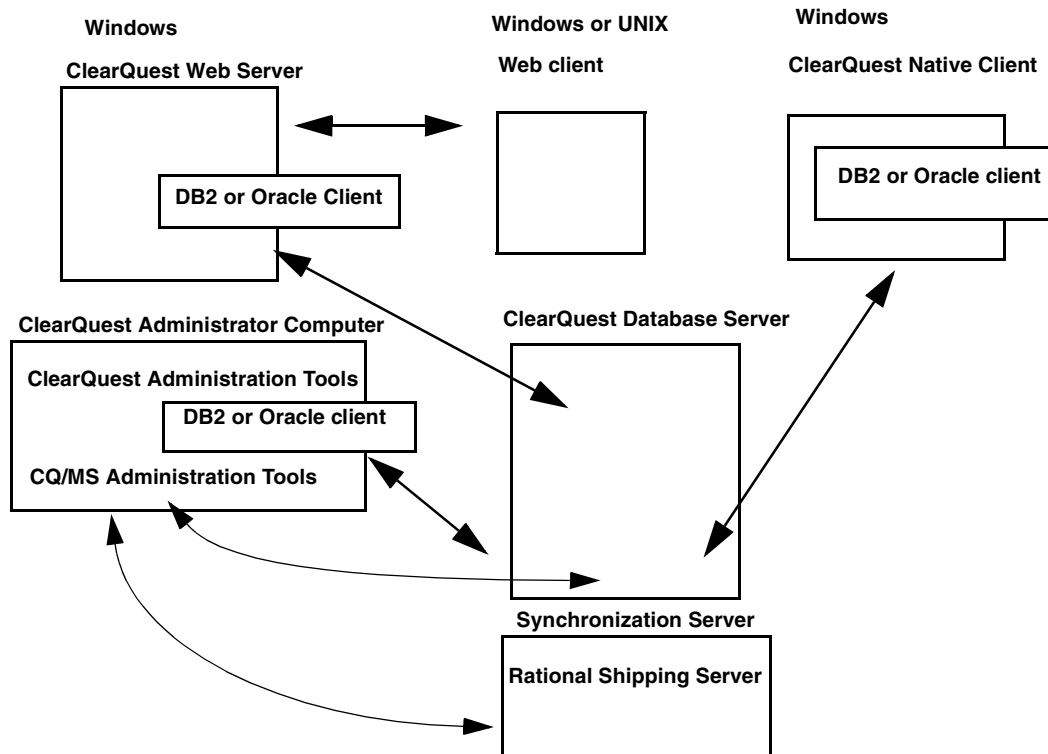 Windows
Windows or UNIX
Windows
ClearQuest Web Server
Web client
ClearQuest Native Client
DB2 or Oracle Client
DB2 or Oracle client
ClearQuest Administrator Computer
ClearQuest Database Server
ClearQuest Administration Tools
DB2 or Oracle client
CQ/MS Administration Tools
Synchronization Server
Rational Shipping Server